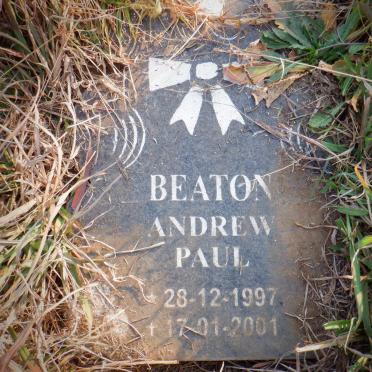 BEATON
ANDREW
PAUL
28-12-1997
+ 17-01-2001